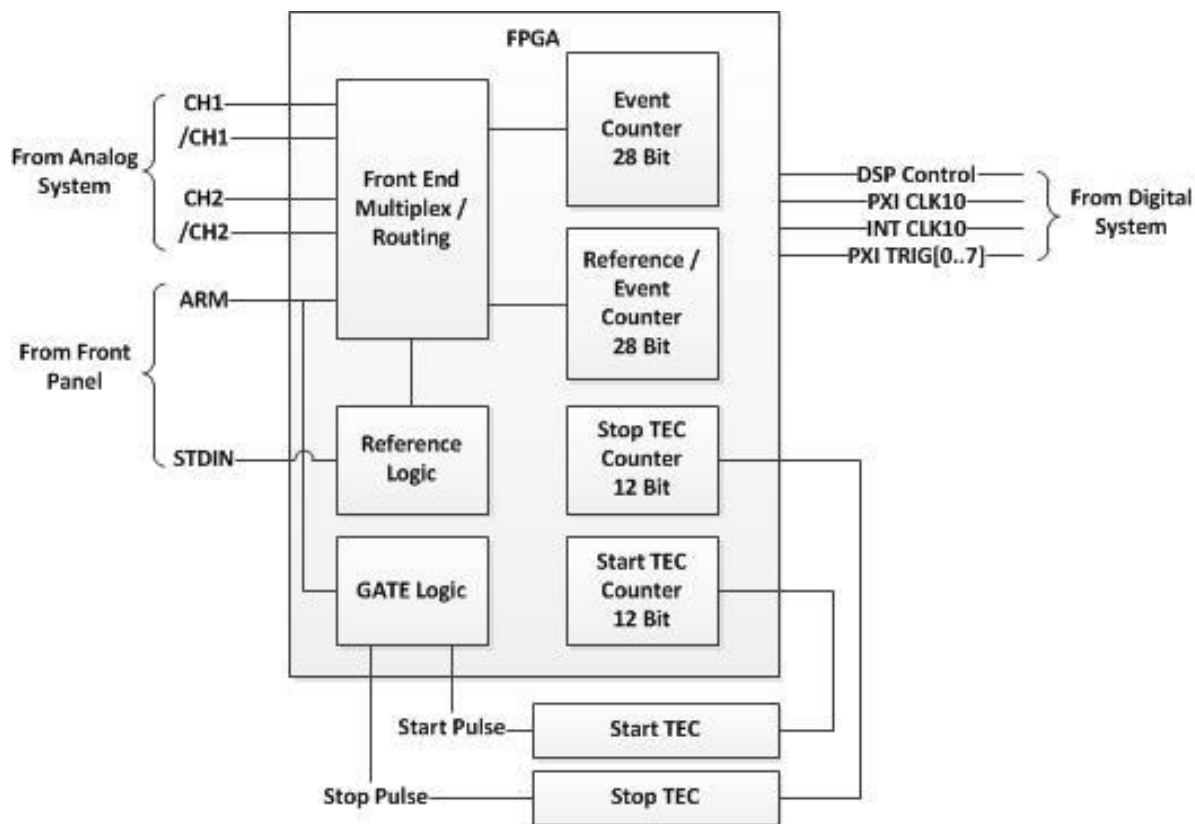 FPGA
CH1
/CH1
From Analog
System
CH2
/CH2
Front End
Multiplex /
Routing
Event
Counter
28 Bit
DSP Control
PXI CLK10
INT CLK10
PXI TRIG[0..7]
From Digital
System
Reference /
Event
Counter
28 Bit
ARM
From Front
Panel
STDIN
Reference
Logic
Stop TEC
Counter
12 Bit
GATE Logic
Start TEC
Counter
12 Bit
Start Pulse
Start TEC
Stop Pulse
Stop TEC